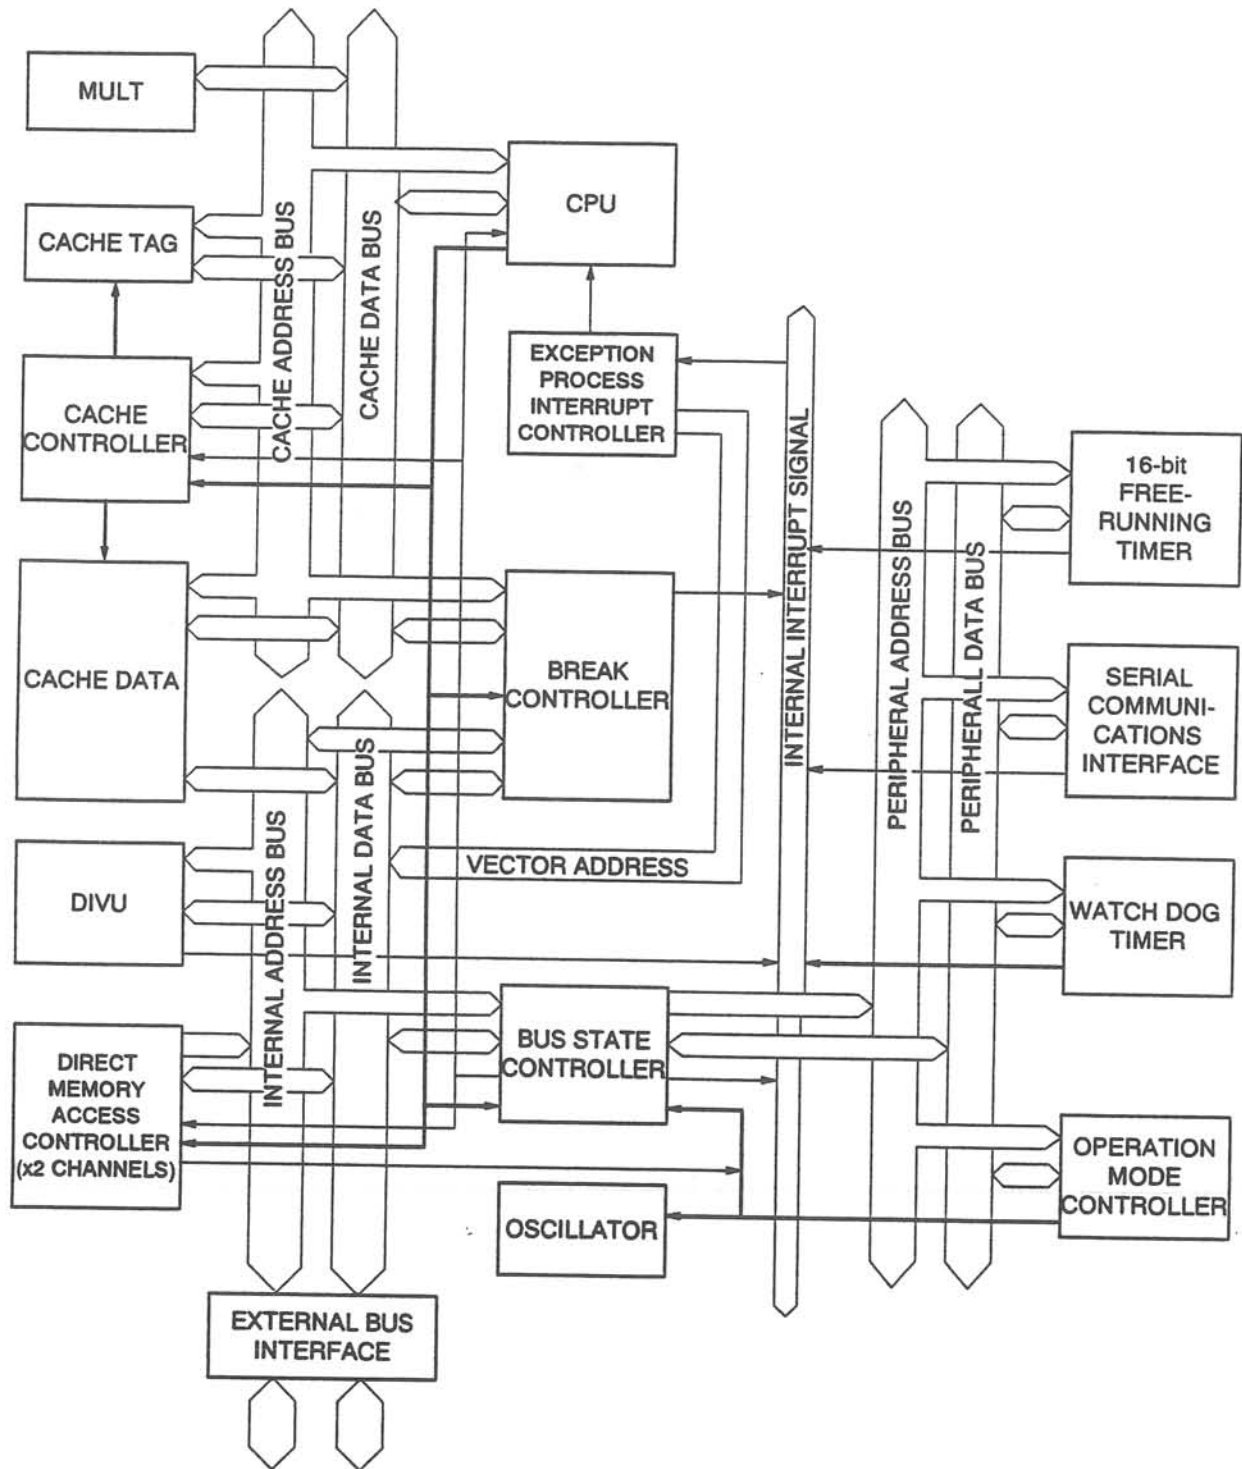 MULT
CACHE TAG
CACHE
CONTROLLER
CACHE DATA
DIVU
DIRECT
MEMORY
ACCESS
CONTROLLER
(x2 CHANNELS)
CACHE ADDRESS BUS
CACHE DATA BUS
INTERNAL ADDRESS BUS
INTERNAL DATA BUS
EXTERNAL BUS
INTERFACE
CPU
EXCEPTION
PROCESS
INTERRUPT
CONTROLLER
BREAK
CONTROLLER
VECTOR ADDRESS
BUS STATE
CONTROLLER
OSCILLATOR
INTERNAL INTERRUPT SIGNAL
PERIPHERAL ADDRESS BUS
PERIPHERALL DATA BUS
16-bit
FREE-
RUNNING
TIMER
SERIAL
COMMUNI-
CATIONS
INTERFACE
WATCH DOG
TIMER
OPERATION
MODE
CONTROLLER